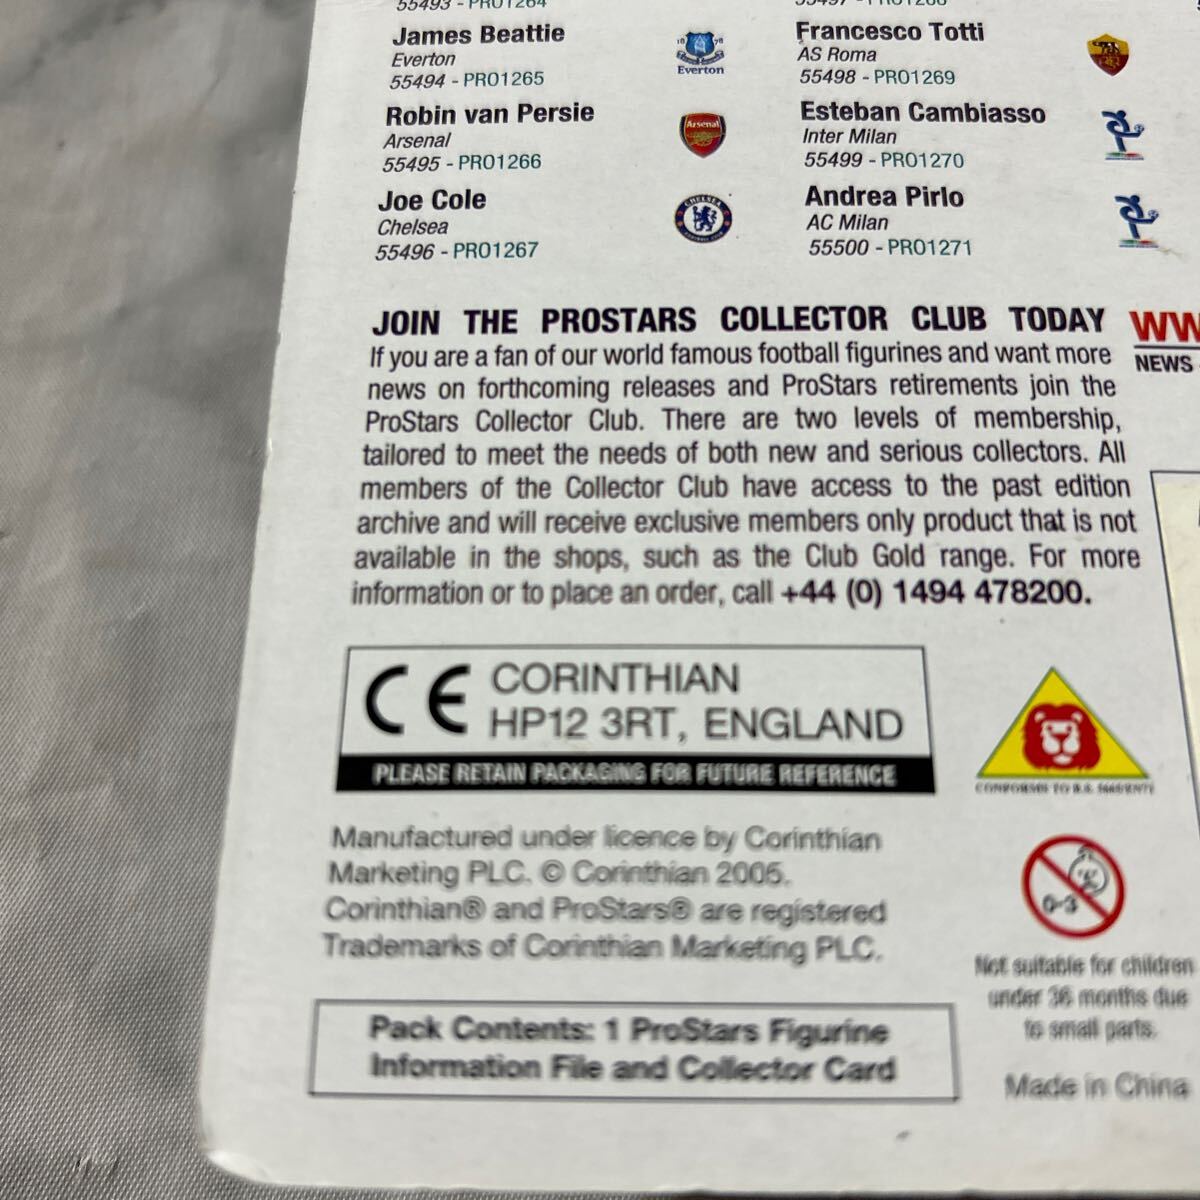 55493 - PRO1264
James Beattie
Everton
55494 - PRO1265
Everton
Robin van Persie
Arsenal
55495 - PRO1266
Arsenal
Joe Cole
Chelsea
55496 - PRO1267
Francesco Totti
AS Roma
55498 - PRO1269
Esteban Cambiasso
Inter Milan
55499 - PRO1270
Andrea Pirlo
AC Milan
55500 - PRO1271
JOIN THE PROSTARS COLLECTOR CLUB TODAY
If you are a fan of our world famous football figurines and want more
news on forthcoming releases and ProStars retirements join the
ProStars Collector Club. There are two levels of membership,
tailored to meet the needs of both new and serious collectors. All
members of the Collector Club have access to the past edition
archive and will receive exclusive members only product that is not
available in the shops, such as the Club Gold range. For more
information or to place an order, call +44 (0) 1494 478200.
WW
NEWS
CE CORINTHIAN
HP12 3RT, ENGLAND
PLEASE RETAIN PACKAGING FOR FUTURE REFERENCE
Manufactured under licence by Corinthian
Marketing PLC. © Corinthian 2005.
Corinthian® and ProStars® are registered
Trademarks of Corinthian Marketing PLC.
Pack Contents: 1 ProStars Figurine
Information File and Collector Card
0-3
Not suitable for children
under 36 months due
to small parts.
Made in China